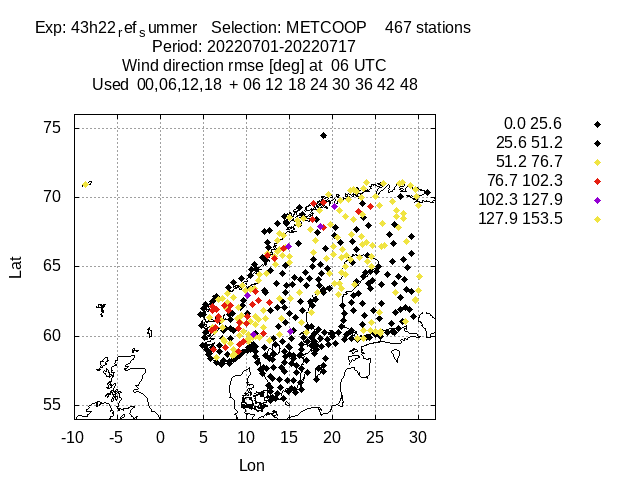 Exp: 43h22ref_summer   Selection: METCOOP    467 stations
Period: 20220701-20220717
Wind direction rmse [deg] at  06 UTC
Used  00,06,12,18  + 06 12 18 24 30 36 42 48
0.0 25.6
25.6 51.2
51.2 76.7
76.7 102.3
102.3 127.9
127.9 153.5
75
70
65
60
55
Lat
-10 -5 0 5 10 15 20 25 30
Lon